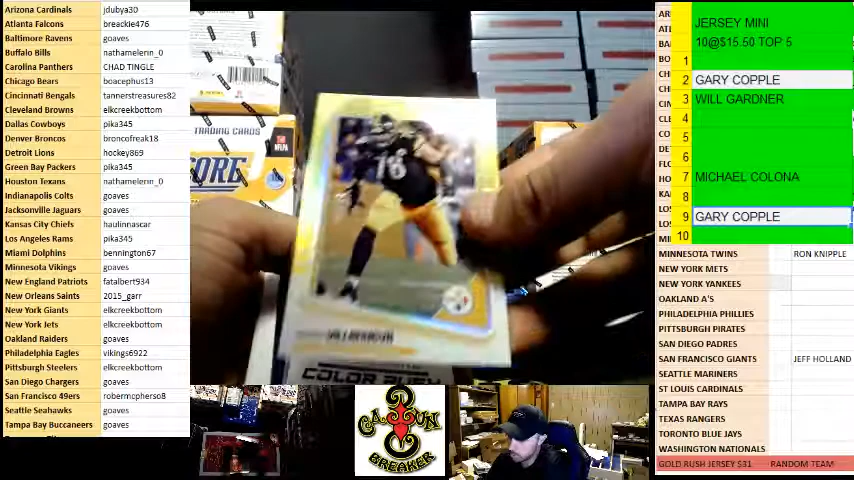 Arizona Cardinals jdubya30
Atlanta Falcons breackie476
Baltimore Ravens goaves
Buffalo Bills nathamelerin_0
Carolina Panthers CHAD TINGLE
Chicago Bears boacephus13
Cincinnati Bengals tannerstreasures82
Cleveland Browns elkcreekbottom
Dallas Cowboys pika345
Denver Broncos broncofreak18
Detroit Lions hockey869
Green Bay Packers pika345
Houston Texans nathamelerin_0
Indianapolis Colts goaves
Jacksonville Jaguars goaves
Kansas City Chiefs haulinnascar
Los Angeles Rams pika345
Miami Dolphins bennington67
Minnesota Vikings goaves
New England Patriots fatalbert934
New Orleans Saints 2015_garr
New York Giants elkcreekbottom
New York Jets elkcreekbottom
Oakland Raiders goaves
Philadelphia Eagles vikings6922
Pittsburgh Steelers elkcreekbottom
San Diego Chargers goaves
San Francisco 49ers robermcpherso8
Seattle Seahawks goaves
Tampa Bay Buccaneers goaves
TRADING CARDS
CORE
CAJUN
BREAKER
JERSEY MINI
10@$15.50 TOP 5
1
2 GARY COPPLE
3 WILL GARDNER
4
5
6
7 MICHAEL COLONA
8
9 GARY COPPLE
10
MINNESOTA TWINS RON KNIPPLE
NEW YORK METS
NEW YORK YANKEES
OAKLAND A'S
PHILADELPHIA PHILLIES
PITTSBURGH PIRATES
SAN DIEGO PADRES
SAN FRANCISCO GIANTS JEFF HOLLAND
SEATTLE MARINERS
ST LOUIS CARDINALS
TAMPA BAY RAYS
TEXAS RANGERS
TORONTO BLUE JAYS
WASHINGTON NATIONALS
GOLD RUSH JERSEY $31 RANDOM TEAM